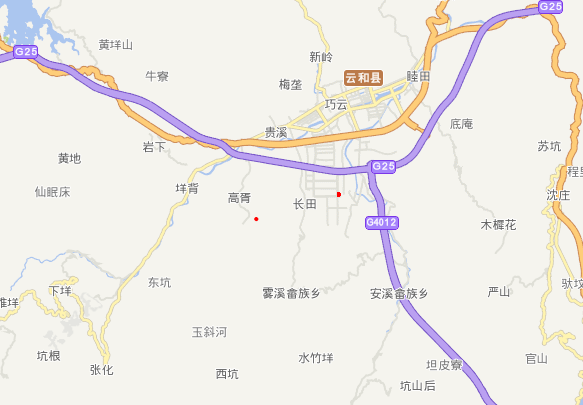 G25
黄垟山
G25
新岭
牛寮
梅垄
云和县
睦田
巧云
贵溪
底庵
岩下
苏坑
黄地
G25
程
垟背
仙眠床
高胥
沈庄
长田
G4012
木樨花
东坑
下垟
雾溪畲族乡
安溪畲族乡
严山
垟
玉斜河
坑根
水竹垟
官山
张化
坦皮寮
西坑
坑山后